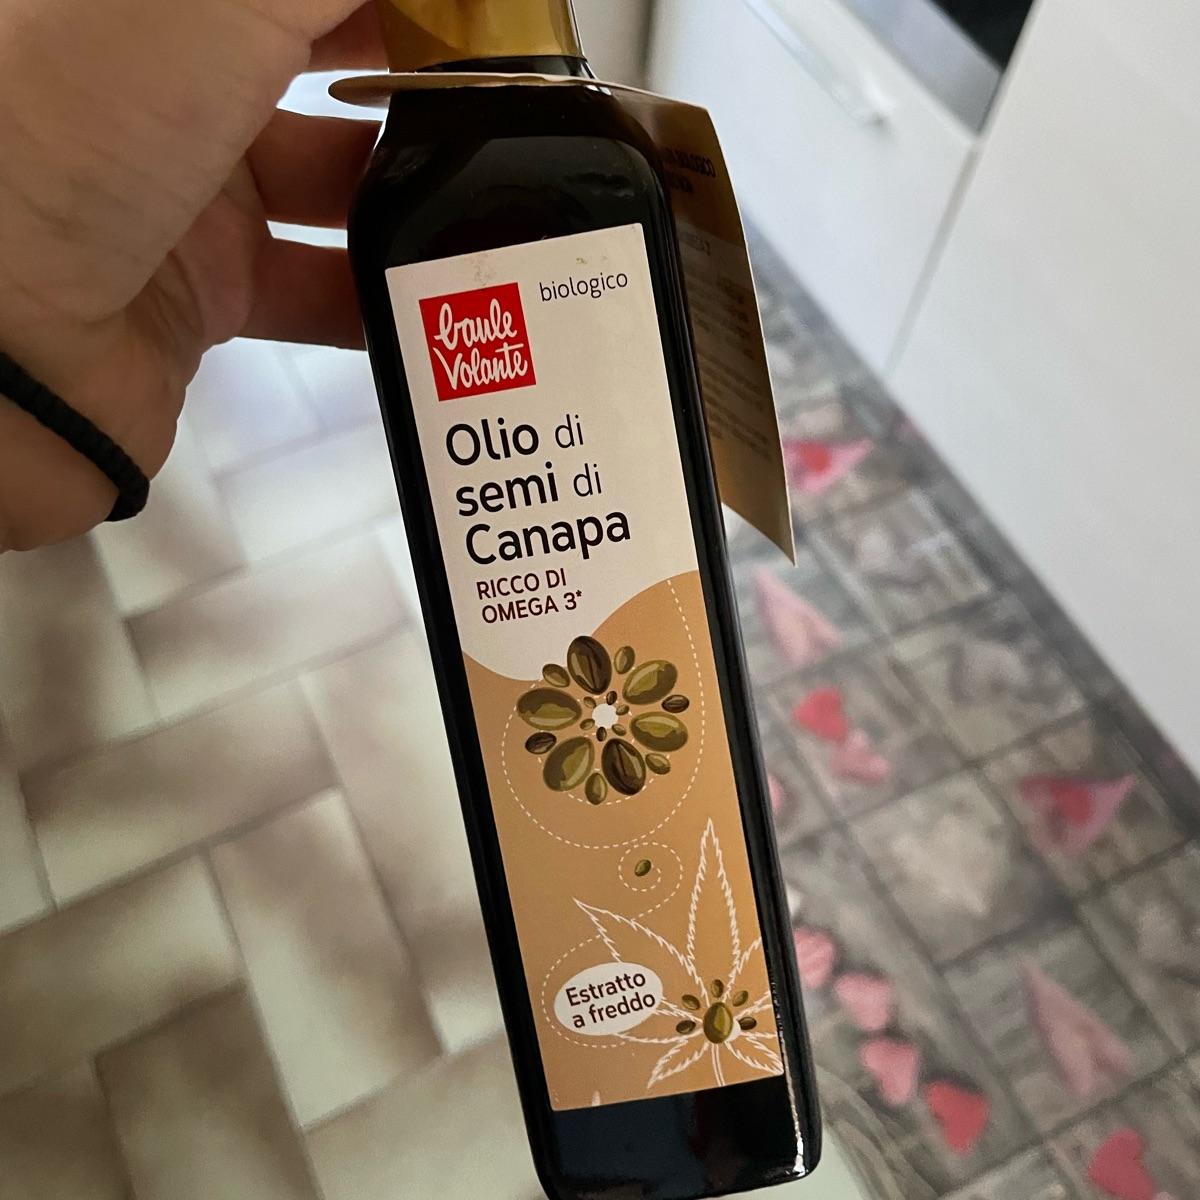 baule
volante
biologico
Olio di
semi di
Canapa
RICCO DI
OMEGA 3*
Estratto
a freddo